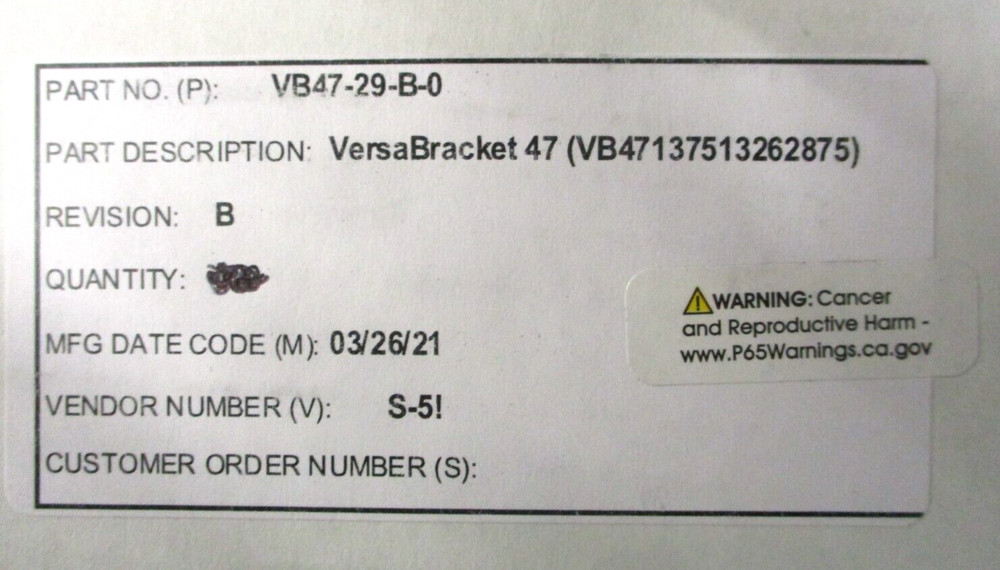 PART NO. (P): VB47-29-B-0
PART DESCRIPTION: VersaBracket 47 (VB47137513262875)
REVISION: B
QUANTITY:
MFG DATE CODE (M): 03/26/21
VENDOR NUMBER (V): S-5!
CUSTOMER ORDER NUMBER (S):
WARNING: Cancer
and Reproductive Harm -
www.P65Warnings.ca.gov